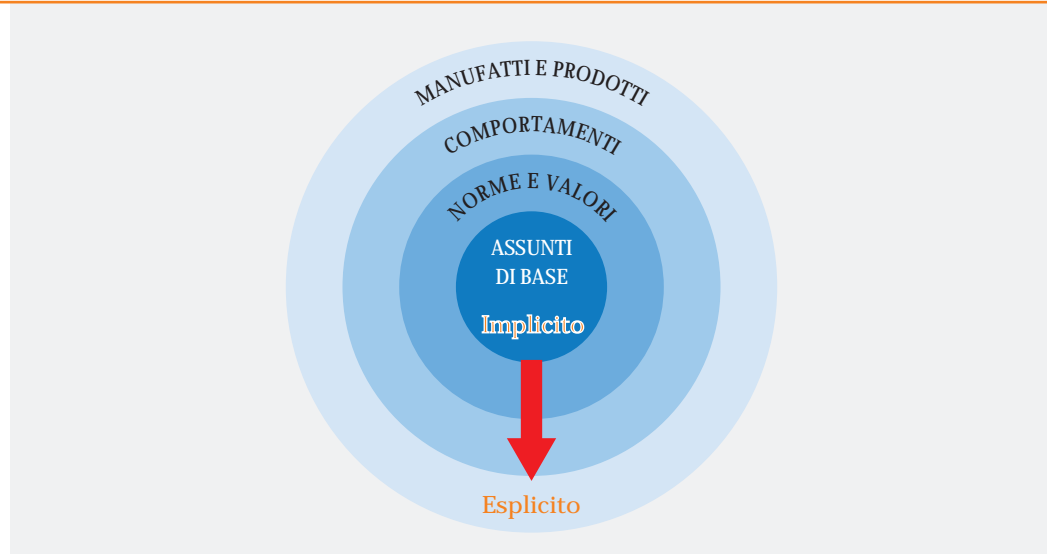 MANUFATTI E PRODOTTI
COMPORTAMENTI
NORME E VALORI
ASSUNTI
DI BASE
Implicito
Esplicito